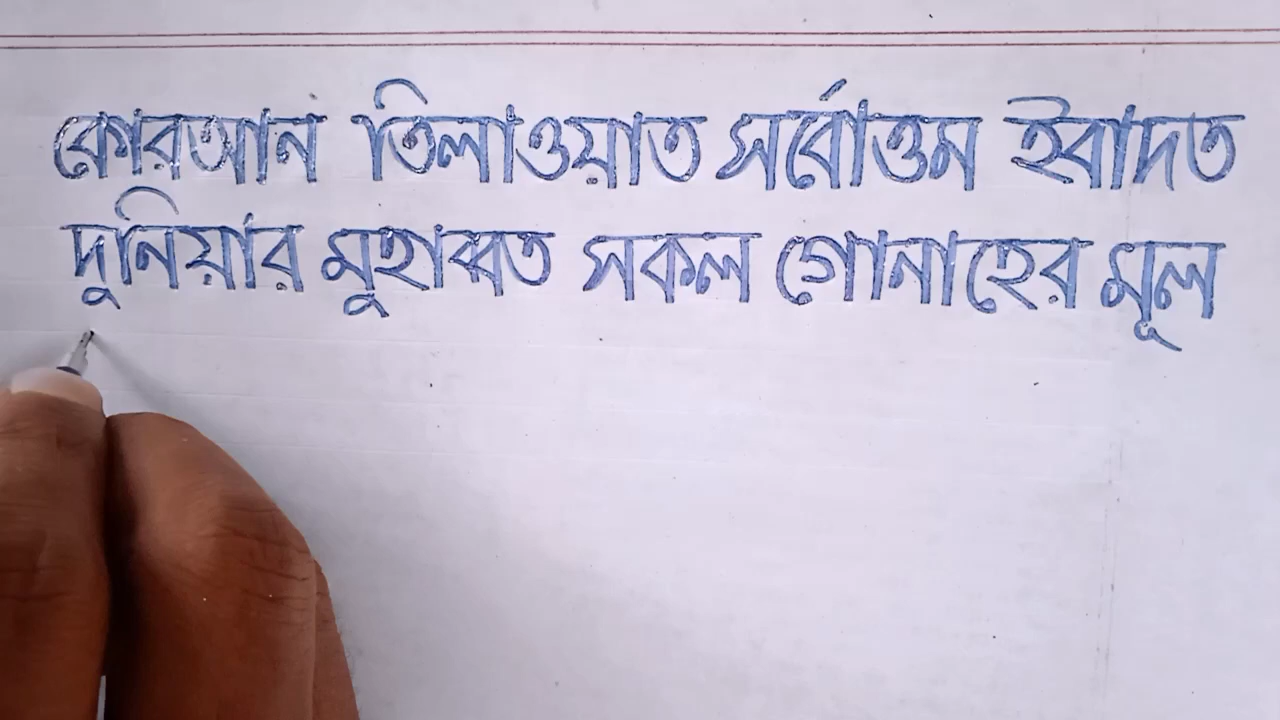 কোরআন তিলাওয়াত সর্বোত্তম ইবাদত
দুনিয়ার মুহাব্বত সকল গোনাহের মূল